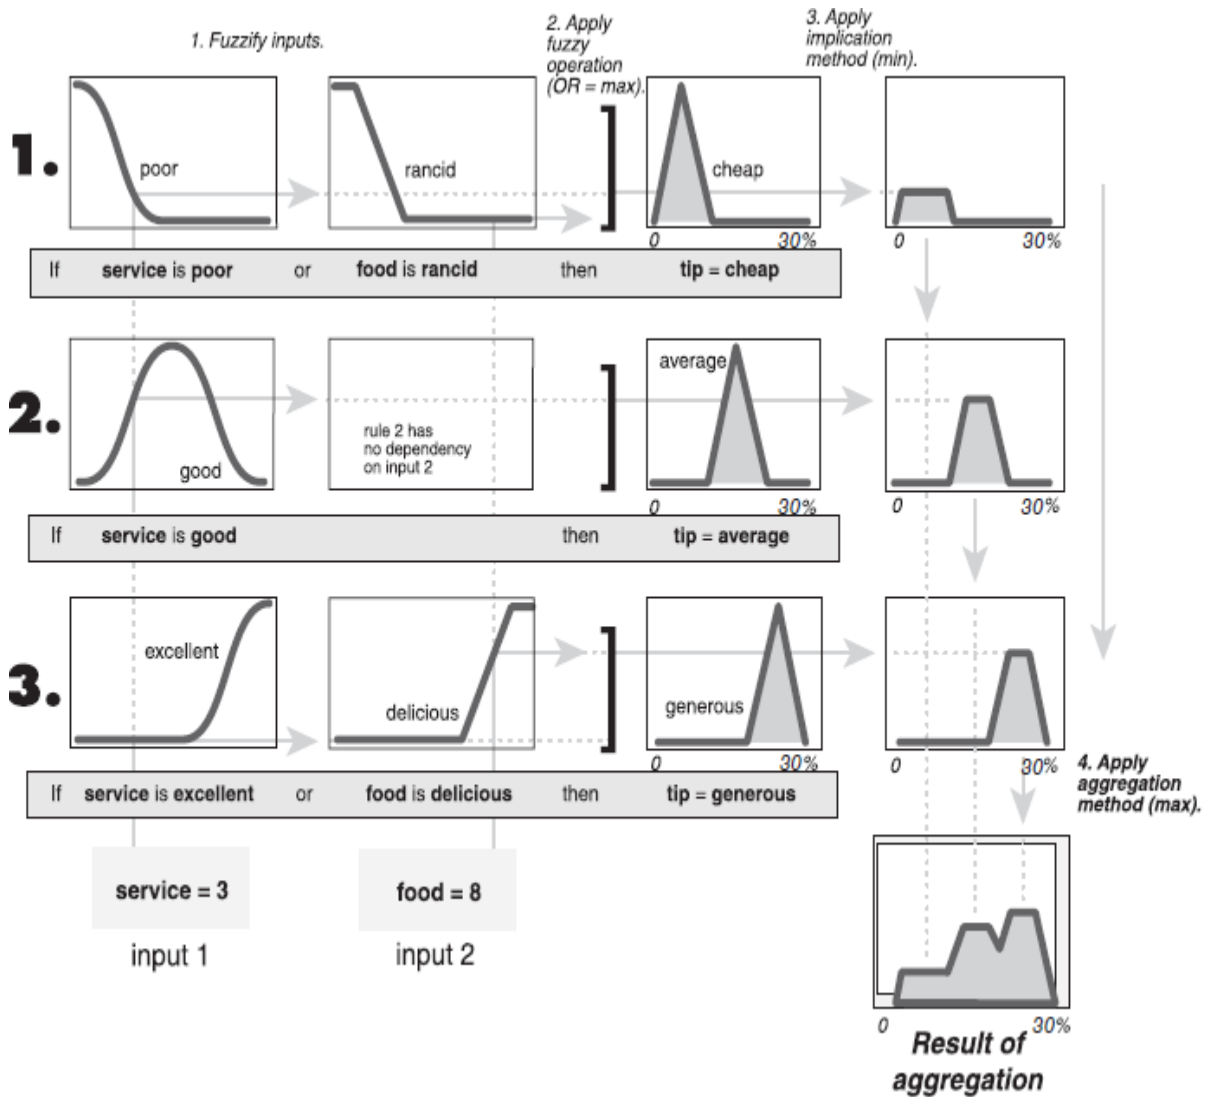 1. Fuzzify inputs.
2. Apply
fuzzy
operation
(OR = max).
3. Apply
implication
method (min).
1.
poor
rancid
cheap
0 30%
0 30%
If service is poor or food is rancid then tip = cheap
2.
good
rule 2 has
no dependency
on input 2
average
0 30%
0 30%
If service is good then tip = average
3.
excellent
delicious
generous
0 30%
0 30%
If service is excellent or food is delicious then tip = generous
4. Apply
aggregation
method (max).
service = 3
food = 8
input 1
input 2
0 30%
Result of
aggregation